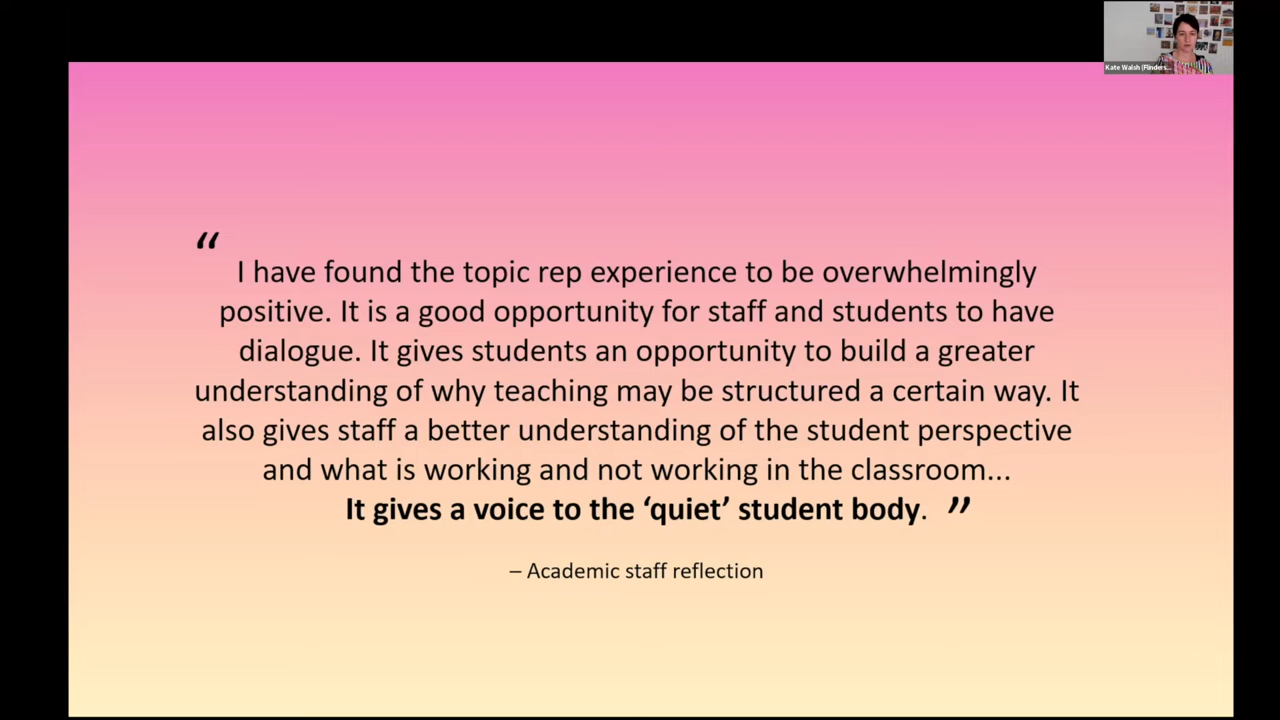 Kate Walsh (Flinders...
“
I have found the topic rep experience to be overwhelmingly
positive. It is a good opportunity for staff and students to have
dialogue. It gives students an opportunity to build a greater
understanding of why teaching may be structured a certain way. It
also gives staff a better understanding of the student perspective
and what is working and not working in the classroom...
It gives a voice to the ‘quiet’ student body. ”
– Academic staff reflection